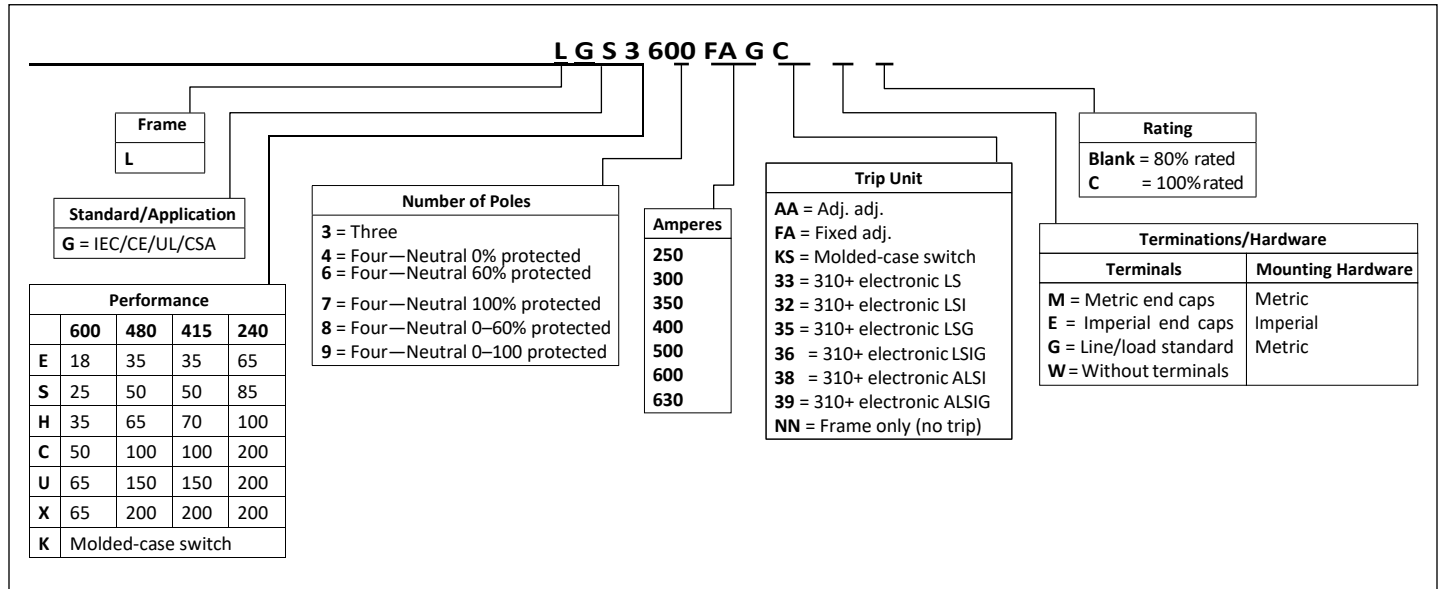 L G S 3 600 FA G C
Frame
L
Standard/Application
G = IEC/CE/UL/CSA
Performance
600 480 415 240
E 18 35 35 65
S 25 50 50 85
H 35 65 70 100
C 50 100 100 200
U 65 150 150 200
X 65 200 200 200
K Molded-case switch
Number of Poles
3 = Three
4 = Four—Neutral 0% protected
6 = Four—Neutral 60% protected
7 = Four—Neutral 100% protected
8 = Four—Neutral 0–60% protected
9 = Four—Neutral 0–100 protected
Amperes
250
300
350
400
500
600
630
Trip Unit
AA = Adj. adj.
FA = Fixed adj.
KS = Molded-case switch
33 = 310+ electronic LS
32 = 310+ electronic LSI
35 = 310+ electronic LSG
36 = 310+ electronic LSIG
38 = 310+ electronic ALSI
39 = 310+ electronic ALSIG
NN = Frame only (no trip)
Rating
Blank = 80% rated
C = 100% rated
Terminations/Hardware
Terminals Mounting Hardware
M = Metric end caps Metric
E = Imperial end caps Imperial
G = Line/load standard Metric
W = Without terminals